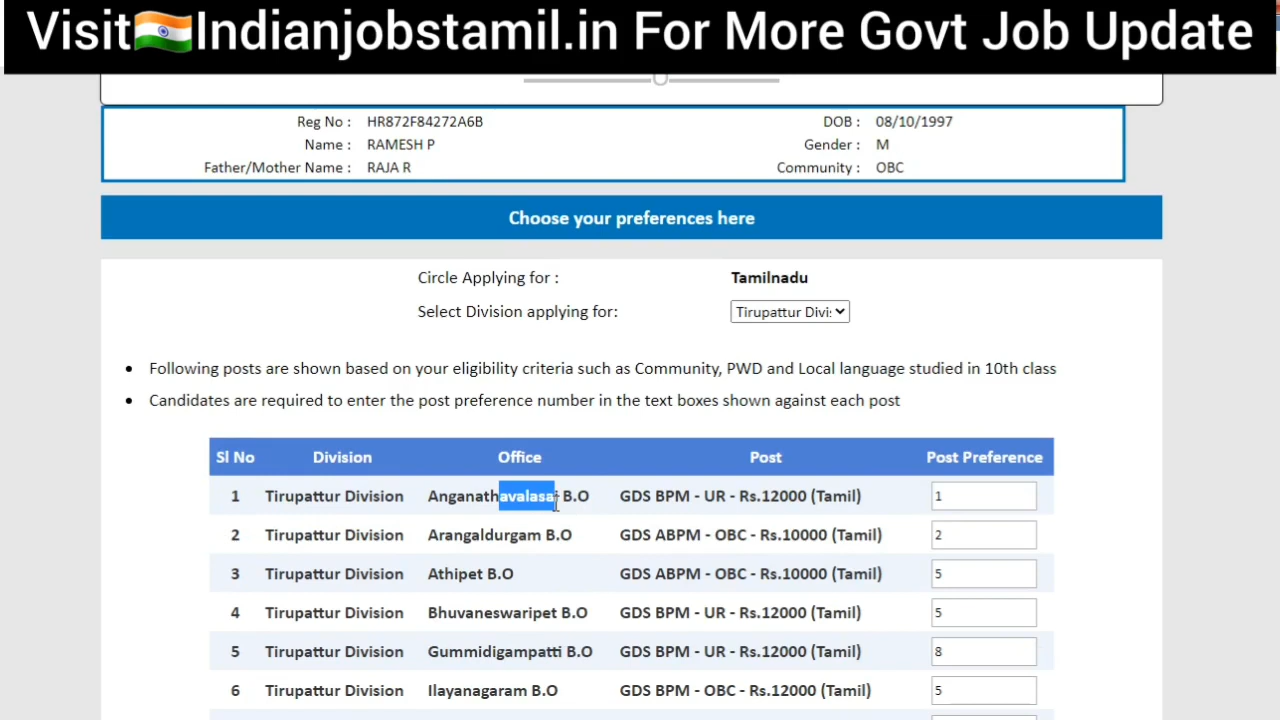 Visit🇮🇳Indianjobstamil.in For More Govt Job Update
Reg No : HR872F84272A6B DOB : 08/10/1997
Name : RAMESH P Gender : M
Father/Mother Name : RAJA R Community : OBC
Choose your preferences here
Circle Applying for : Tamilnadu
Select Division applying for: Tirupattur Divi:
• Following posts are shown based on your eligibility criteria such as Community, PWD and Local language studied in 10th class
• Candidates are required to enter the post preference number in the text boxes shown against each post
Sl No Division Office Post Post Preference
1 Tirupattur Division Anganathavalasai B.O GDS BPM - UR - Rs.12000 (Tamil) 1
2 Tirupattur Division Arangaldurgam B.O GDS ABPM - OBC - Rs.10000 (Tamil) 2
3 Tirupattur Division Athipet B.O GDS ABPM - OBC - Rs.10000 (Tamil) 5
4 Tirupattur Division Bhuvaneswaripet B.O GDS BPM - UR - Rs.12000 (Tamil) 5
5 Tirupattur Division Gummidigampatti B.O GDS BPM - UR - Rs.12000 (Tamil) 8
6 Tirupattur Division Ilayanagaram B.O GDS BPM - OBC - Rs.12000 (Tamil) 5